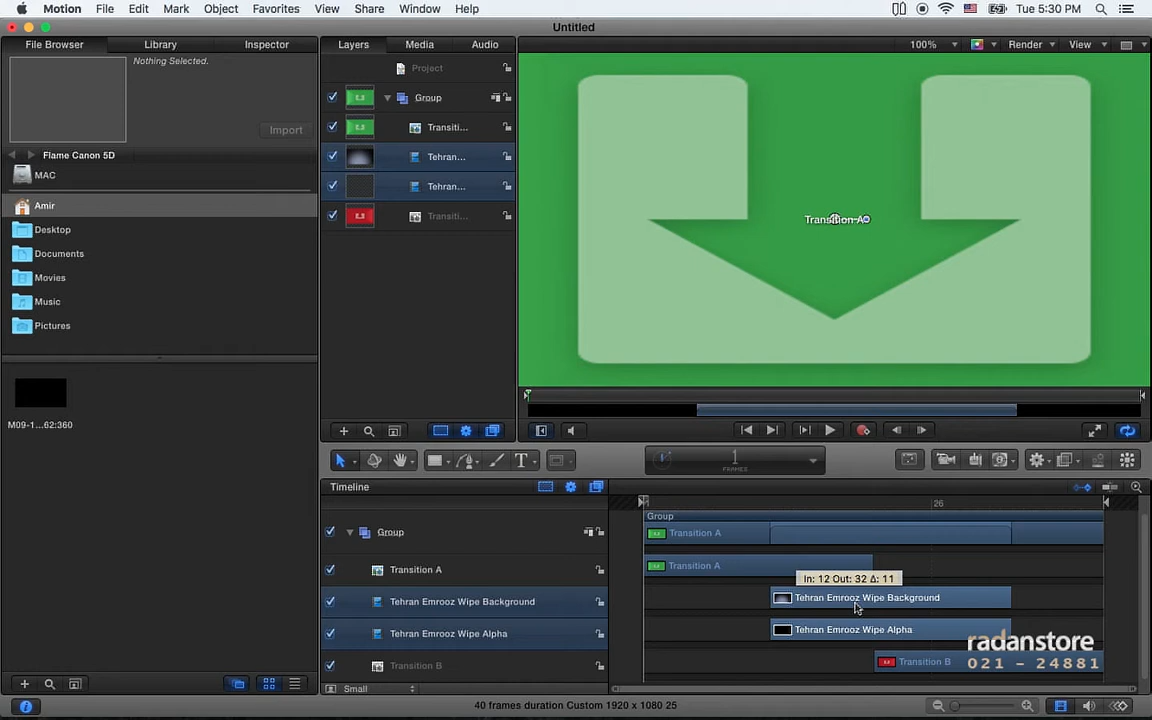 Motion File Edit Mark Object Favorites View Share Window Help Tue 5:30 PM
Untitled
File Browser Library Inspector Layers Media Audio 100% Render View
Nothing Selected.
Import
Project
Group
Transiti...
Tehran...
Tehran...
Transiti...
Flame Canon 5D
MAC
Amir
Desktop
Documents
Movies
Music
Pictures
M09-1...62:360
Transition A
1
FRAMES
Timeline
26
Group
Group
Transition A
Transition A
Transition A
In: 12 Out: 32 Δ: 11
Tehran Emrooz Wipe Background
Tehran Emrooz Wipe Background
Tehran Emrooz Wipe Alpha
Tehran Emrooz Wipe Alpha
Transition B
Transition B
radanstore
021 - 24881
Small
40 frames duration Custom 1920 x 1080 25